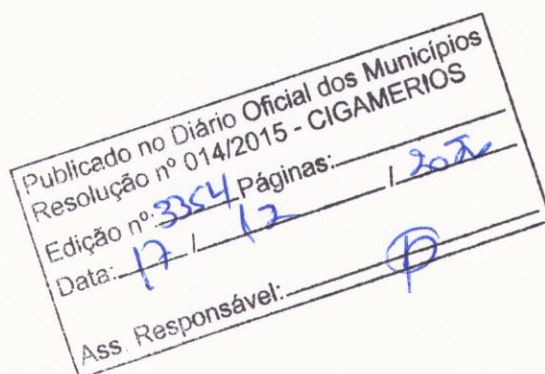 Publicado no Diário Oficial dos Municípios
Resolução nº 014/2015 - CIGAMERIOS
Edição nº: 3354 Páginas:
Data: 17 / 12 /
Ass. Responsável: